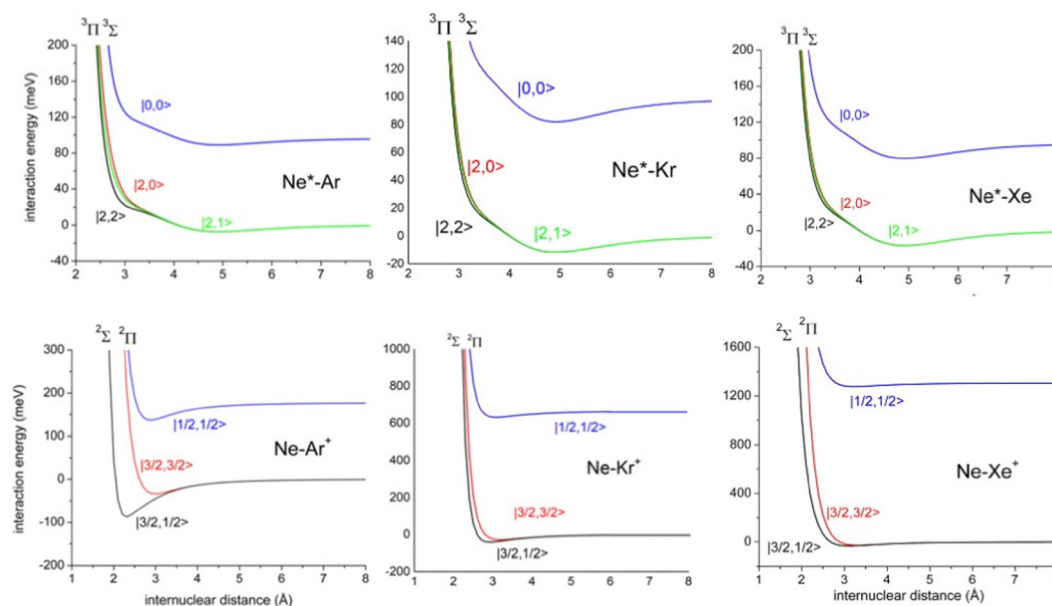 ³Π ³Σ
interaction energy (meV)
200
160
120
80
40
0
-40
|0,0>
|2,0>
|2,2>
|2,1>
Ne*-Ar
2 3 4 5 6 7 8
³Π ³Σ
140
120
100
80
60
40
20
0
-20
|0,0>
|2,0>
|2,2>
|2,1>
Ne*-Kr
2 3 4 5 6 7 8
³Π ³Σ
200
160
120
80
40
0
-40
|0,0>
|2,0>
|2,2>
|2,1>
Ne*-Xe
2 3 4 5 6 7
²Σ ²Π
interaction energy (meV)
300
200
100
0
-100
-200
|1/2,1/2>
Ne-Ar⁺
|3/2,3/2>
|3/2,1/2>
1 2 3 4 5 6 7 8
internuclear distance (Å)
²Σ ²Π
1000
800
600
400
200
0
-200
|1/2,1/2>
Ne-Kr⁺
|3/2,3/2>
|3/2,1/2>
1 2 3 4 5 6 7 8
internuclear distance (Å)
²Σ ²Π
1600
1200
800
400
0
|1/2,1/2>
Ne-Xe⁺
|3/2,3/2>
|3/2,1/2>
1 2 3 4 5 6 7 8
internuclear distance (Å)